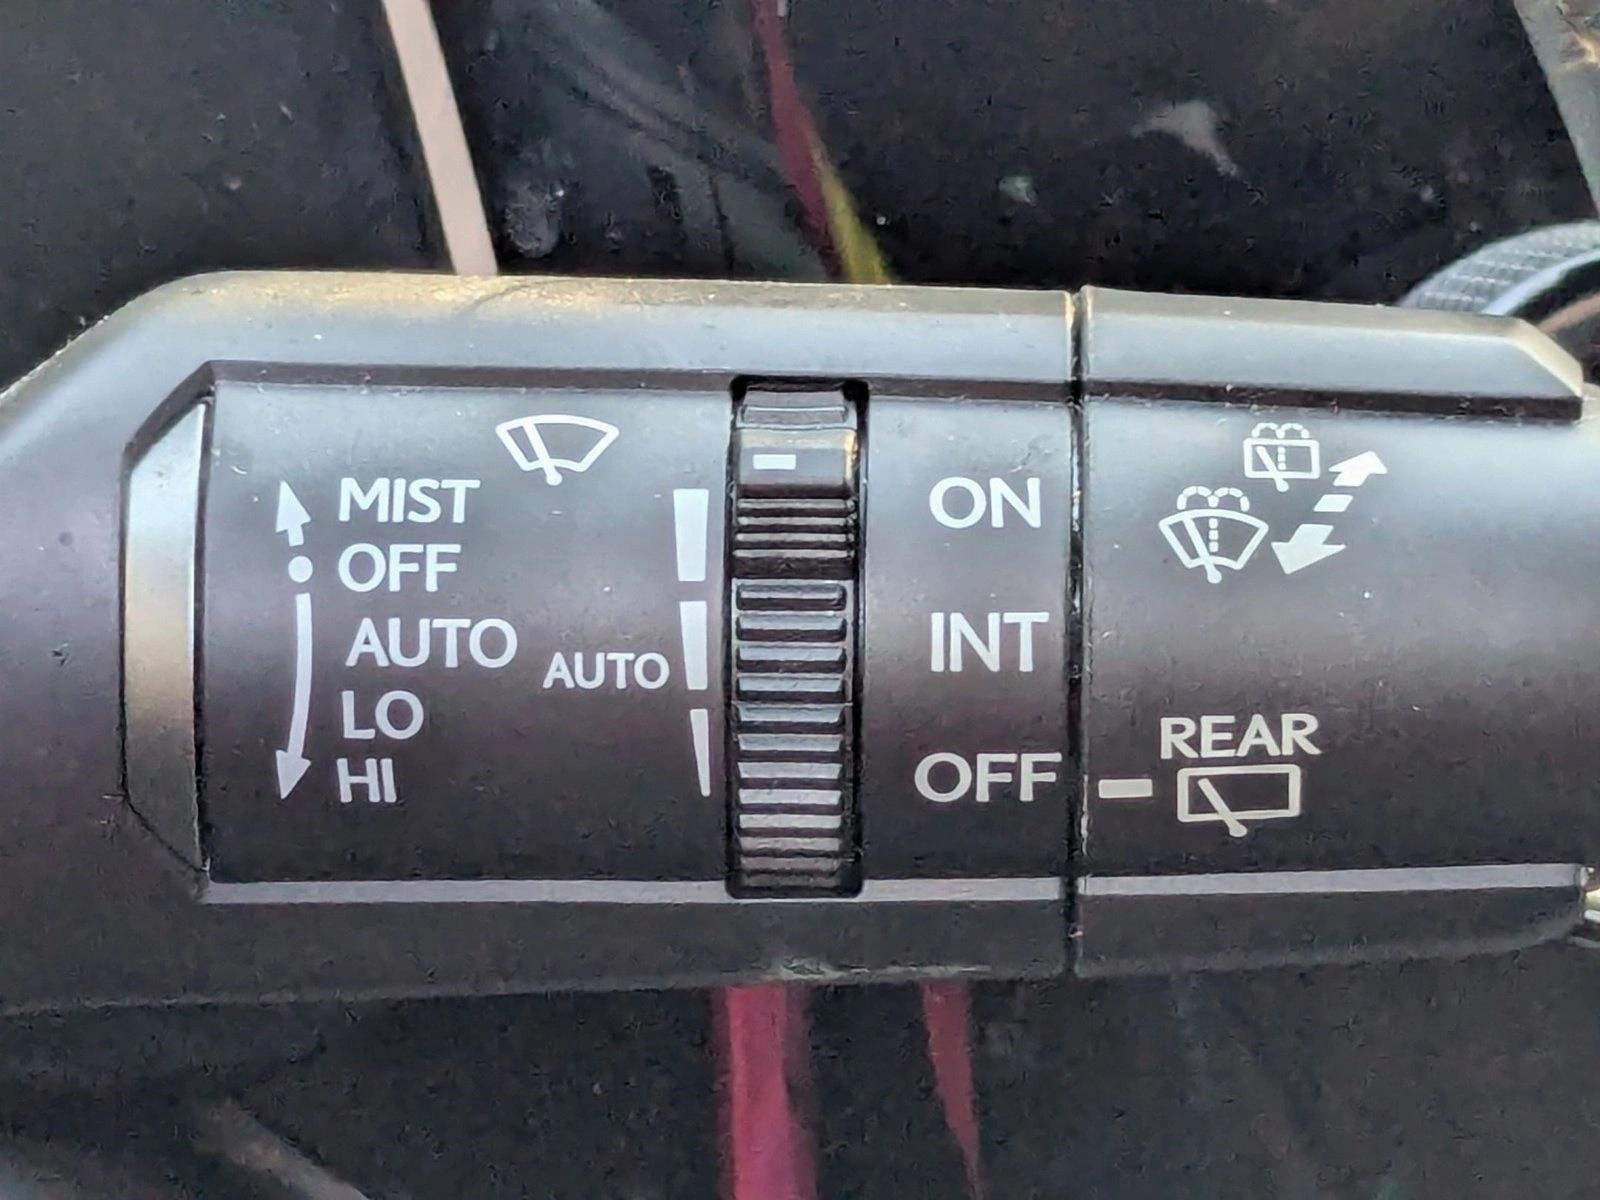 MIST
OFF
AUTO
LO
HI
AUTO
ON
INT
OFF
REAR